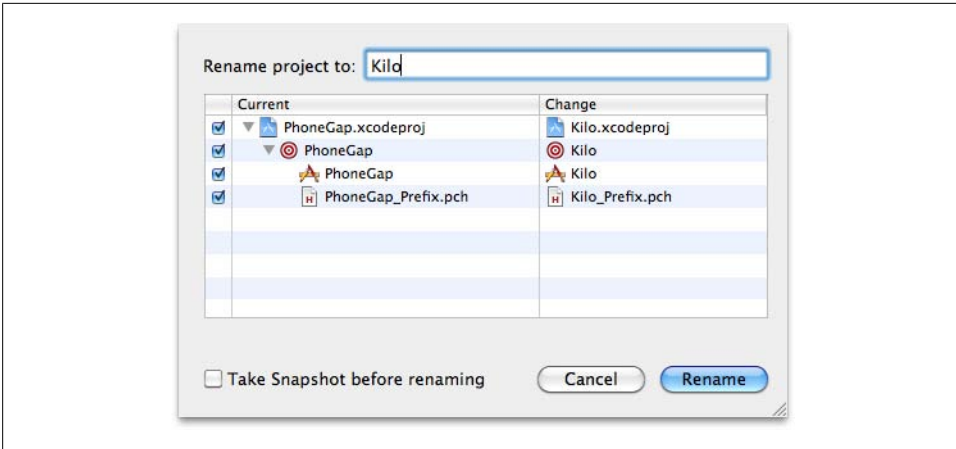 Rename project to: Kilo
Current Change
PhoneGap.xcodeproj Kilo.xcodeproj
PhoneGap Kilo
PhoneGap Kilo
PhoneGap_Prefix.pch Kilo_Prefix.pch
Take Snapshot before renaming Cancel Rename